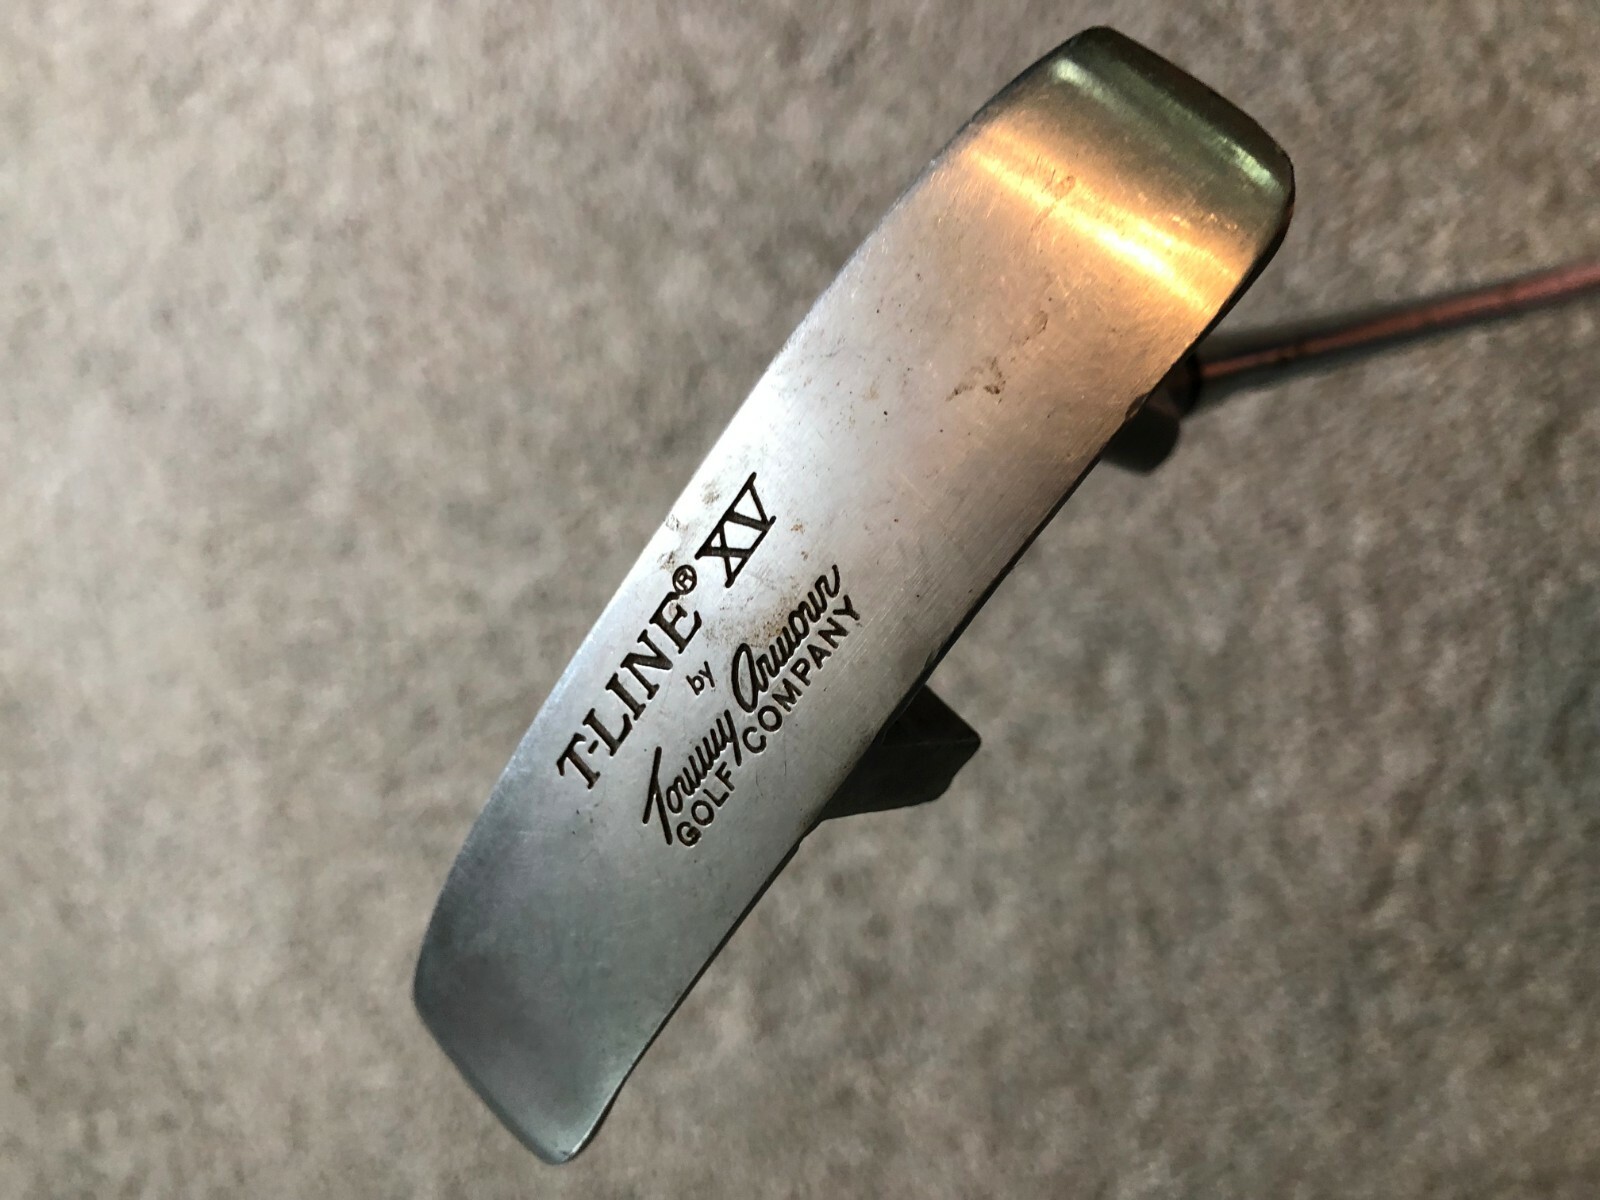 T-LINE® XV
by
Tommy Armour
GOLF COMPANY